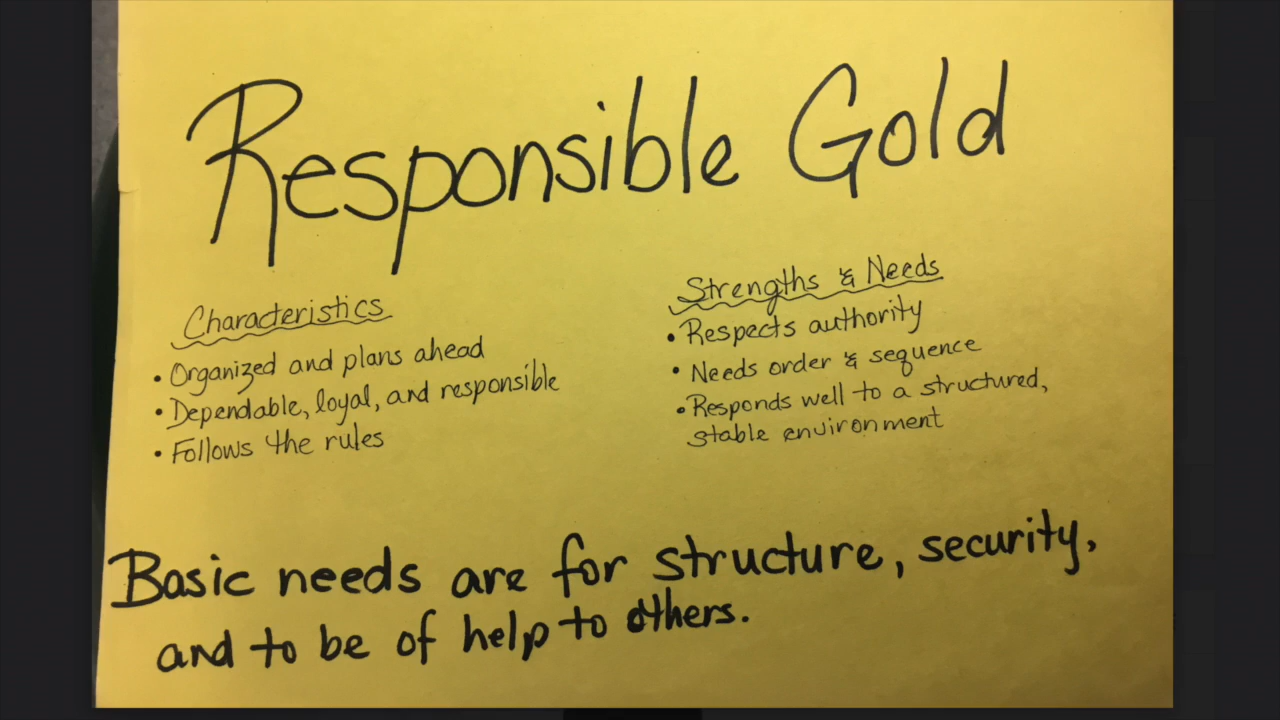 Responsible Gold
Characteristics
• Organized and plans ahead
• Dependable, loyal, and responsible
• Follows the rules
Strengths & Needs
• Respects authority
• Needs order & sequence
• Responds well to a structured,
stable environment
Basic needs are for structure, security,
and to be of help to others.